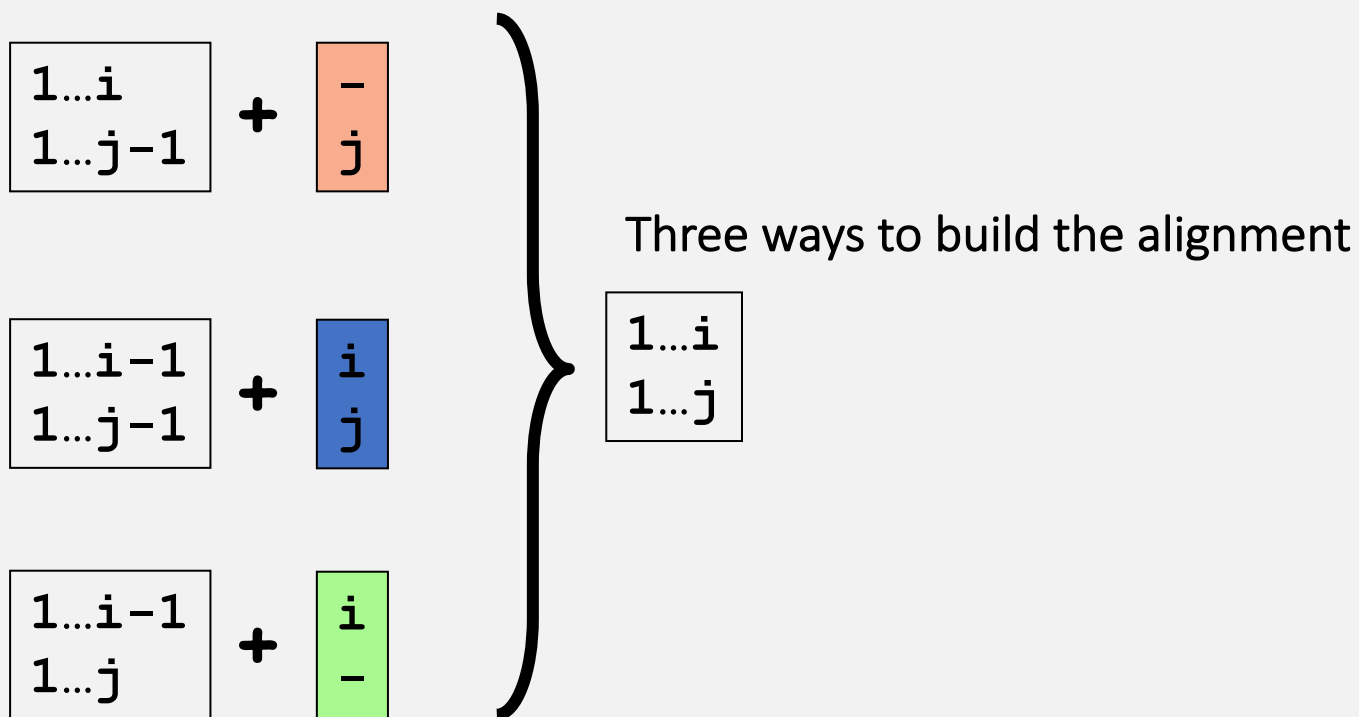 1…i
1…j-1
+
-
j
1…i-1
1…j-1
+
i
j
1…i-1
1…j
+
i
-
Three ways to build the alignment
1…i
1…j